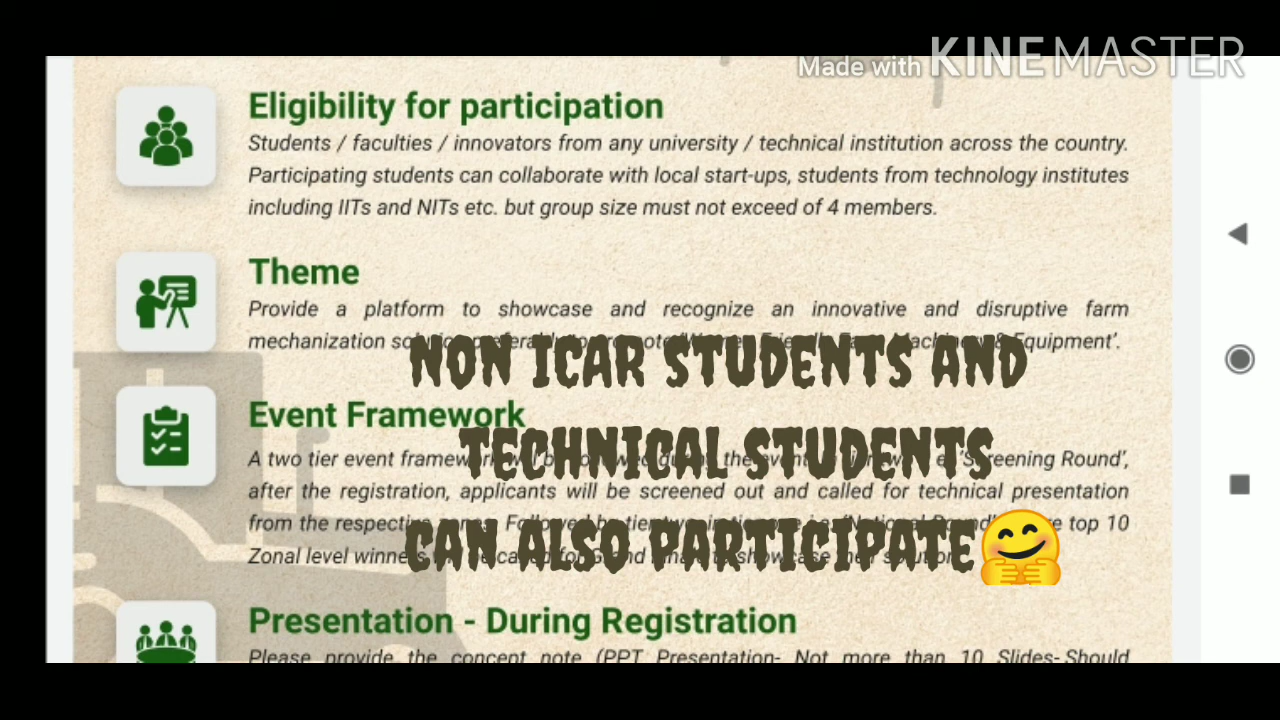 Made with KINEMASTER
Eligibility for participation
Students / faculties / innovators from any university / technical institution across the country.
Participating students can collaborate with local start-ups, students from technology institutes
including IITs and NITs etc. but group size must not exceed of 4 members.
Theme
Provide a platform to showcase and recognize an innovative and disruptive farm
mechanization Equipment'.
NON ICAR STUDENTS AND
Event Framework
TECHNICAL STUDENTS
A two tier event framework the 'Screening Round',
after the registration, applicants will be screened out and called for technical presentation
from the respective Followed top 10
CAN ALSO PARTICIPATE🤗
Zonal level winners showcase
Presentation - During Registration
Please provide the concept note (PPT Presentation- Not more than 10 Slides- Should